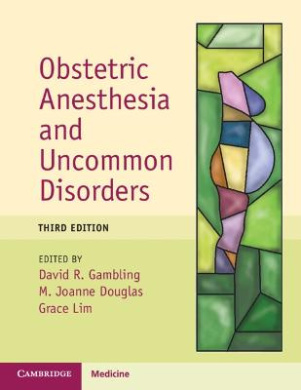 Obstetric
Anesthesia
and
Uncommon
Disorders
THIRD EDITION
EDITED BY
David R. Gambling
M. Joanne Douglas
Grace Lim
CAMBRIDGE Medicine